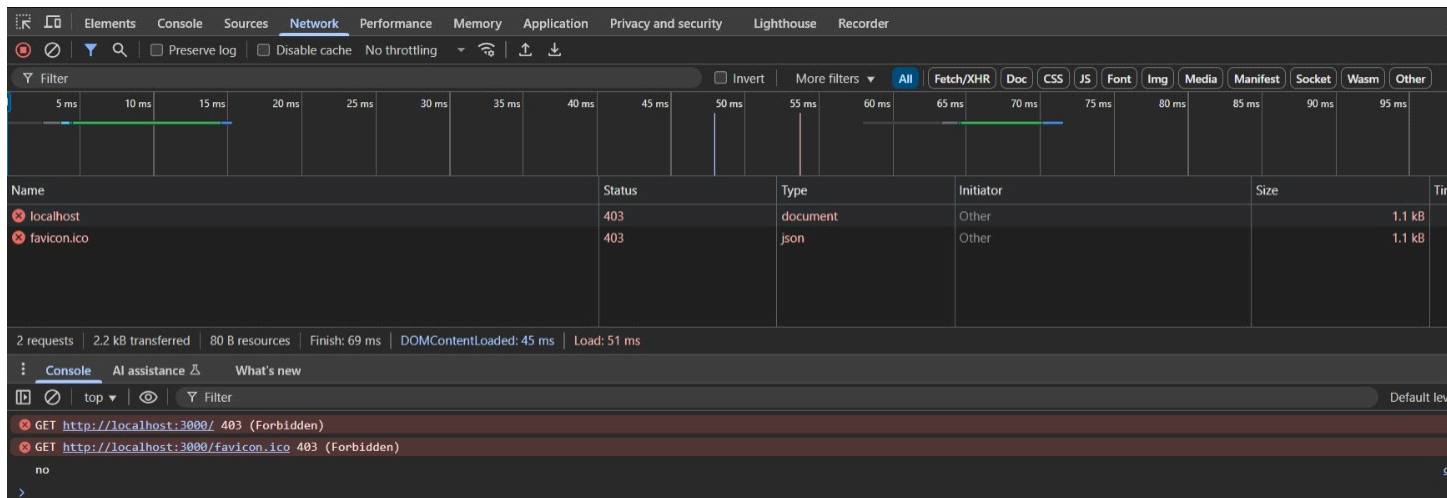 Elements Console Sources Network Performance Memory Application Privacy and security Lighthouse Recorder
Preserve log Disable cache No throttling
Filter Invert More filters All Fetch/XHR Doc CSS JS Font Img Media Manifest Socket Wasm Other
5 ms 10 ms 15 ms 20 ms 25 ms 30 ms 35 ms 40 ms 45 ms 50 ms 55 ms 60 ms 65 ms 70 ms 75 ms 80 ms 85 ms 90 ms 95 ms
Name Status Type Initiator Size
localhost 403 document Other 1.1 kB
favicon.ico 403 json Other 1.1 kB
2 requests 2.2 kB transferred 80 B resources Finish: 69 ms DOMContentLoaded: 45 ms Load: 51 ms
Console AI assistance What's new
top Filter Default
GET http://localhost:3000/ 403 (Forbidden)
GET http://localhost:3000/favicon.ico 403 (Forbidden)
no